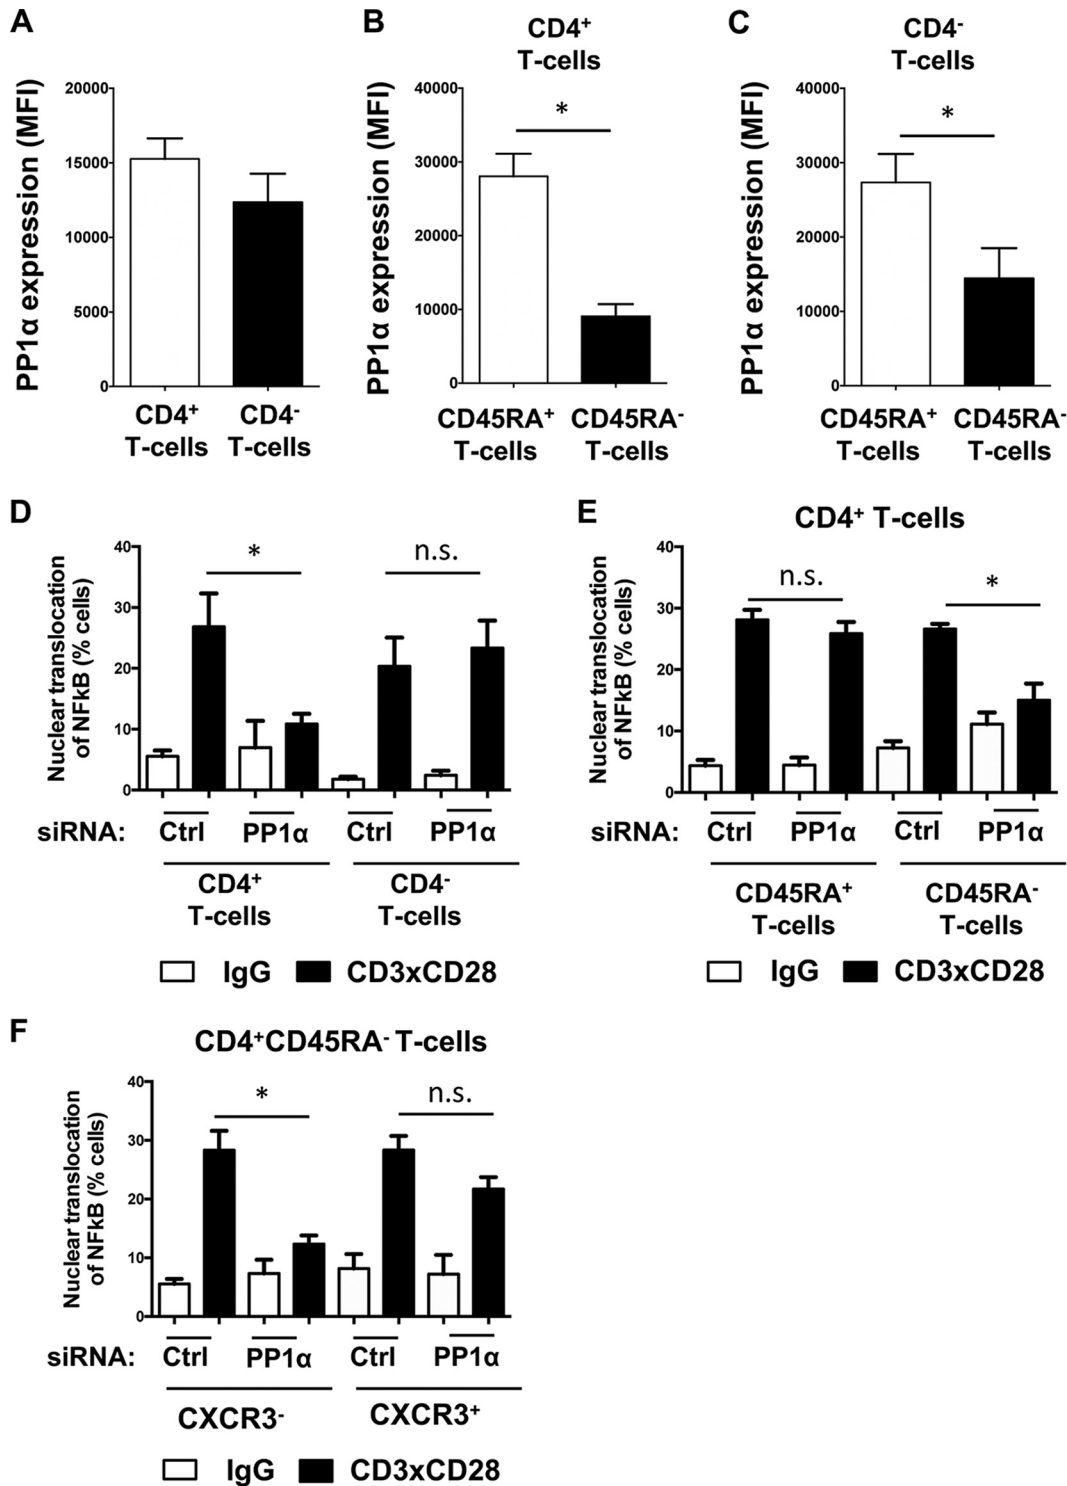 A
PP1α expression (MFI)
20000
15000
10000
5000
0
CD4⁺
T-cells
CD4⁻
T-cells
B
CD4⁺
T-cells
PP1α expression (MFI)
40000
30000
20000
10000
0
*
CD45RA⁺
T-cells
CD45RA⁻
T-cells
C
CD4⁻
T-cells
PP1α expression (MFI)
40000
30000
20000
10000
0
*
CD45RA⁺
T-cells
CD45RA⁻
T-cells
D
Nuclear translocation
of NFkB (% cells)
40
30
20
10
0
*
n.s.
siRNA: Ctrl PP1α Ctrl PP1α
CD4⁺
T-cells
CD4⁻
T-cells
IgG CD3xCD28
E
CD4⁺ T-cells
Nuclear translocation
of NFkB (% cells)
40
30
20
10
0
n.s.
*
siRNA: Ctrl PP1α Ctrl PP1α
CD45RA⁺
T-cells
CD45RA⁻
T-cells
IgG CD3xCD28
F
CD4⁺CD45RA⁻ T-cells
Nuclear translocation
of NFkB (% cells)
40
30
20
10
0
*
n.s.
siRNA: Ctrl PP1α Ctrl PP1α
CXCR3⁻ CXCR3⁺
IgG CD3xCD28